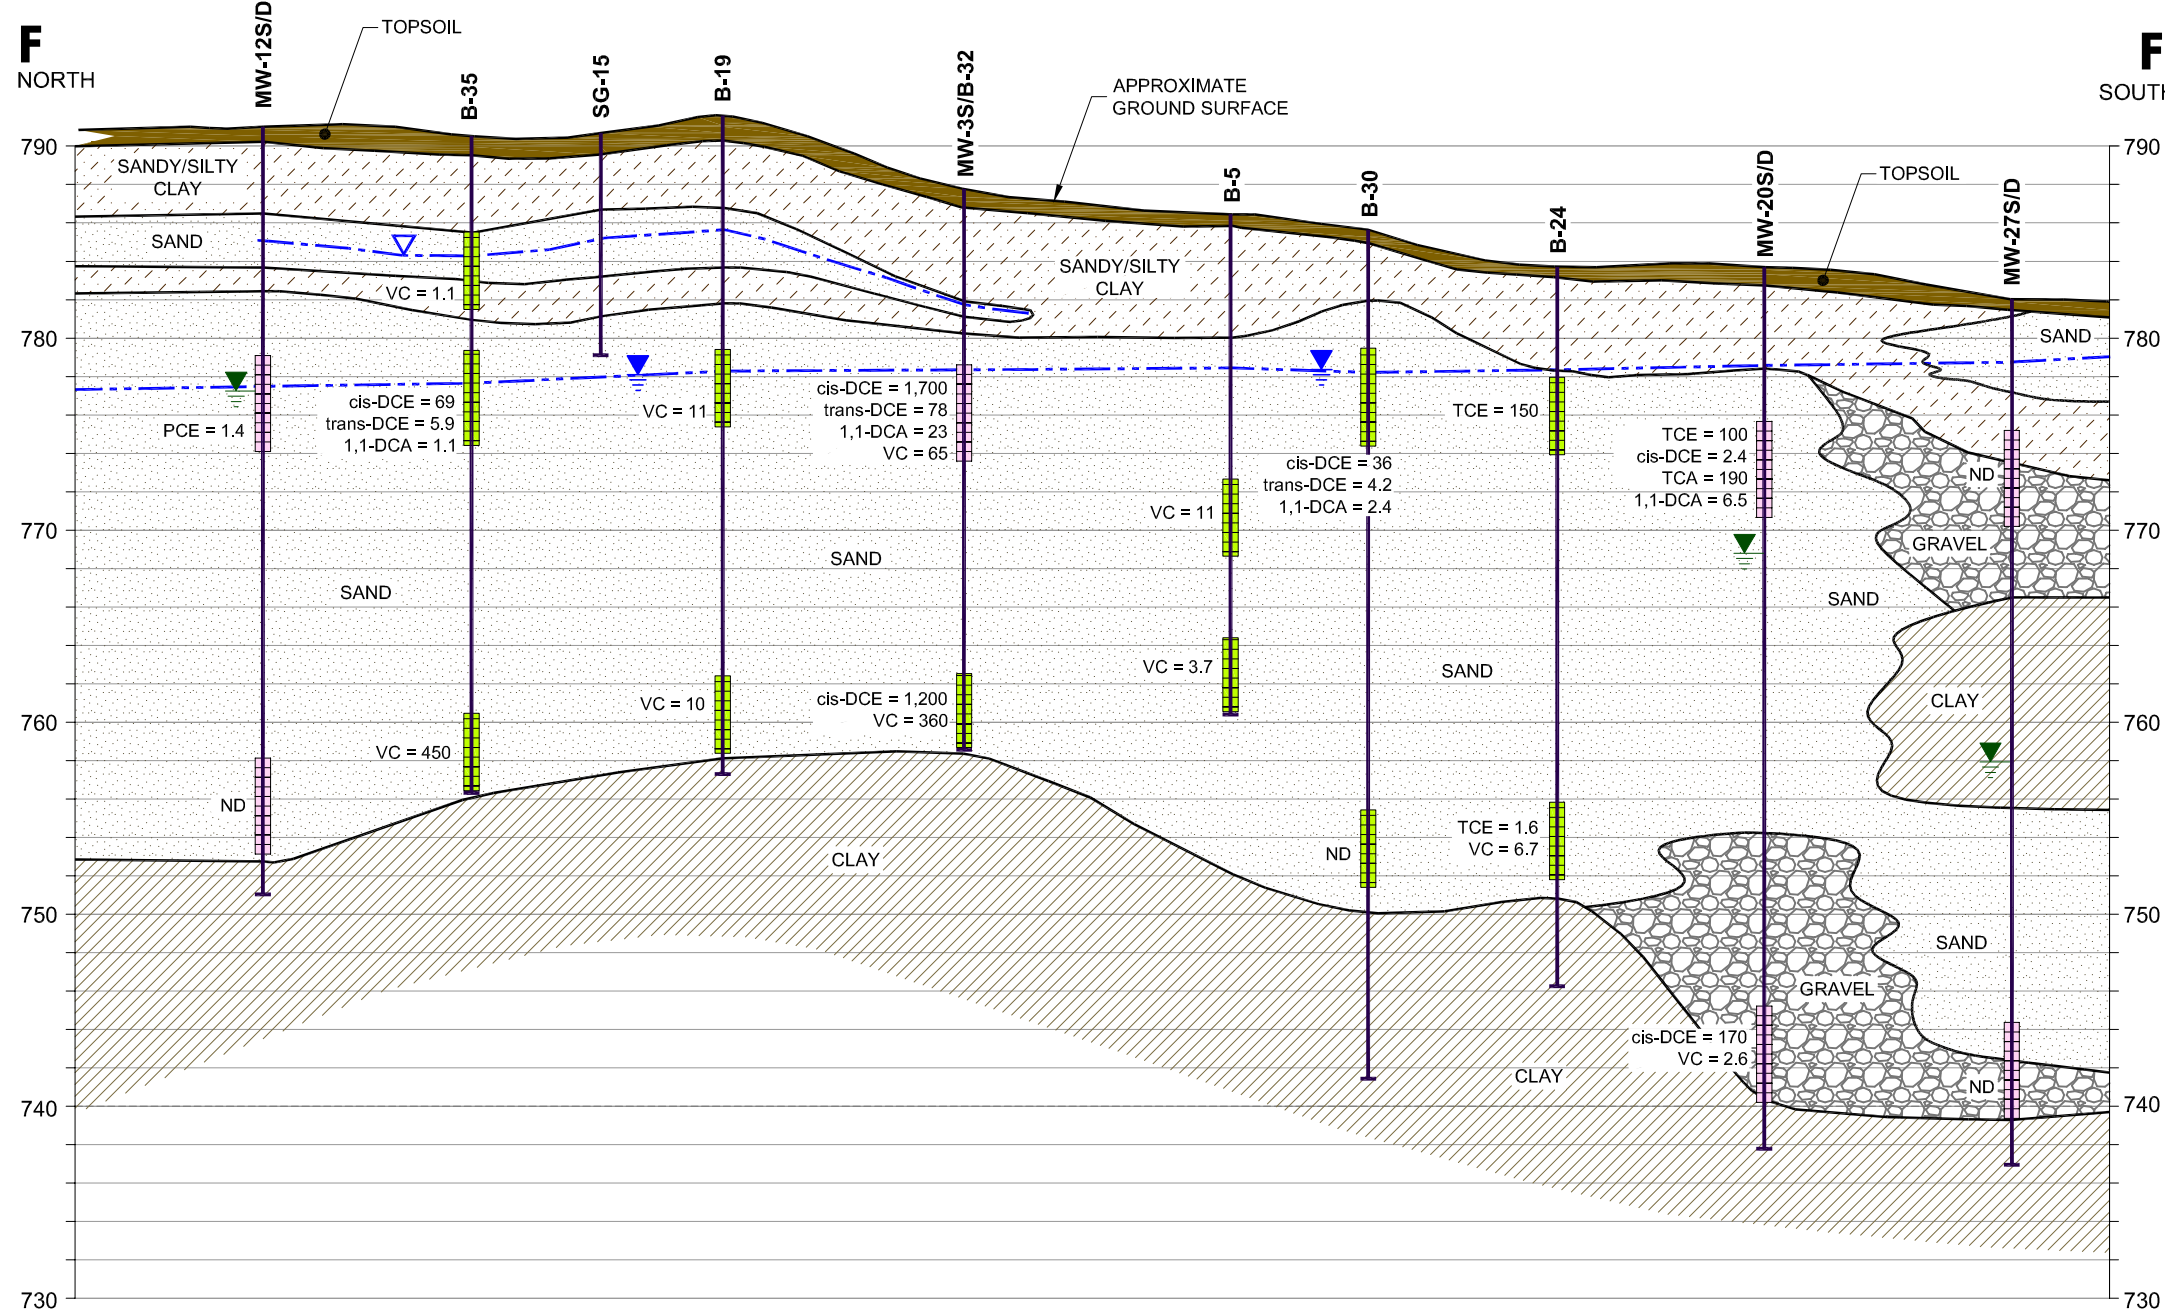 F
NORTH
MW-12S/D
TOPSOIL
B-35
SG-15
B-19
MW-3S/B-32
APPROXIMATE
GROUND SURFACE
B-5
B-30
B-24
MW-20S/D
TOPSOIL
MW-27S/D
F
SOUTH
790
790
SANDY/SILTY
CLAY
SAND
VC = 1.1
SANDY/SILTY
CLAY
SAND
780
780
PCE = 1.4
cis-DCE = 69
trans-DCE = 5.9
1,1-DCA = 1.1
VC = 11
cis-DCE = 1,700
trans-DCE = 78
1,1-DCA = 23
VC = 65
VC = 11
cis-DCE = 36
trans-DCE = 4.2
1,1-DCA = 2.4
TCE = 150
TCE = 100
cis-DCE = 2.4
TCA = 190
1,1-DCA = 6.5
ND
770
770
GRAVEL
SAND
SAND
SAND
SAND
VC = 3.7
VC = 10
cis-DCE = 1,200
VC = 360
CLAY
760
760
VC = 450
ND
CLAY
ND
TCE = 1.6
VC = 6.7
750
750
SAND
GRAVEL
cis-DCE = 170
VC = 2.6
CLAY
ND
740
740
730
730